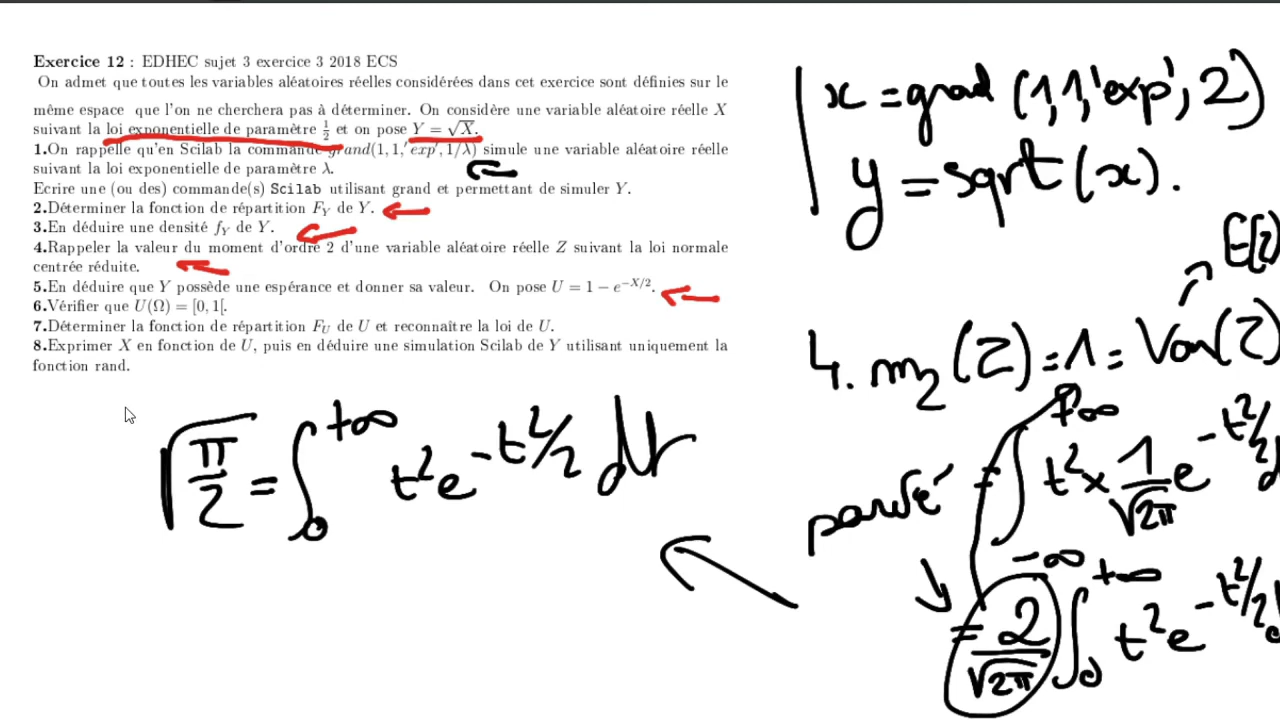 Exercice 12 : EDHEC sujet 3 exercice 3 2018 ECS
On admet que toutes les variables aléatoires réelles considérées dans cet exercice sont définies sur le
même espace que l'on ne cherchera pas à déterminer. On considère une variable aléatoire réelle X
suivant la loi exponentielle de paramètre 1/2 et on pose Y = √X.
1.On rappelle qu'en Scilab la commande grand(1,1,'exp',1/λ) simule une variable aléatoire réelle
suivant la loi exponentielle de paramètre λ.
Ecrire une (ou des) commande(s) Scilab utilisant grand et permettant de simuler Y.
2.Déterminer la fonction de répartition F_Y de Y.
3.En déduire une densité f_Y de Y.
4.Rappeler la valeur du moment d'ordre 2 d'une variable aléatoire réelle Z suivant la loi normale
centrée réduite.
5.En déduire que Y possède une espérance et donner sa valeur. On pose U = 1 − e^{−X/2}.
6.Vérifier que U(Ω) = [0, 1[.
7.Déterminer la fonction de répartition F_U de U et reconnaître la loi de U.
8.Exprimer X en fonction de U, puis en déduire une simulation Scilab de Y utilisant uniquement la
fonction rand.
√(π/2) = ∫_0^{+∞} t² e^{-t²/2} dt
x = grad (1,1,'exp', 2)
y = sqrt(x).
4. m₂(Z) = 1 = Var(Z)
parité = ∫_{-∞}^{+∞} t² × 1/√(2π) e^{-t²/2}
= 2/√(2π) ∫_0^{+∞} t² e^{-t²/2}